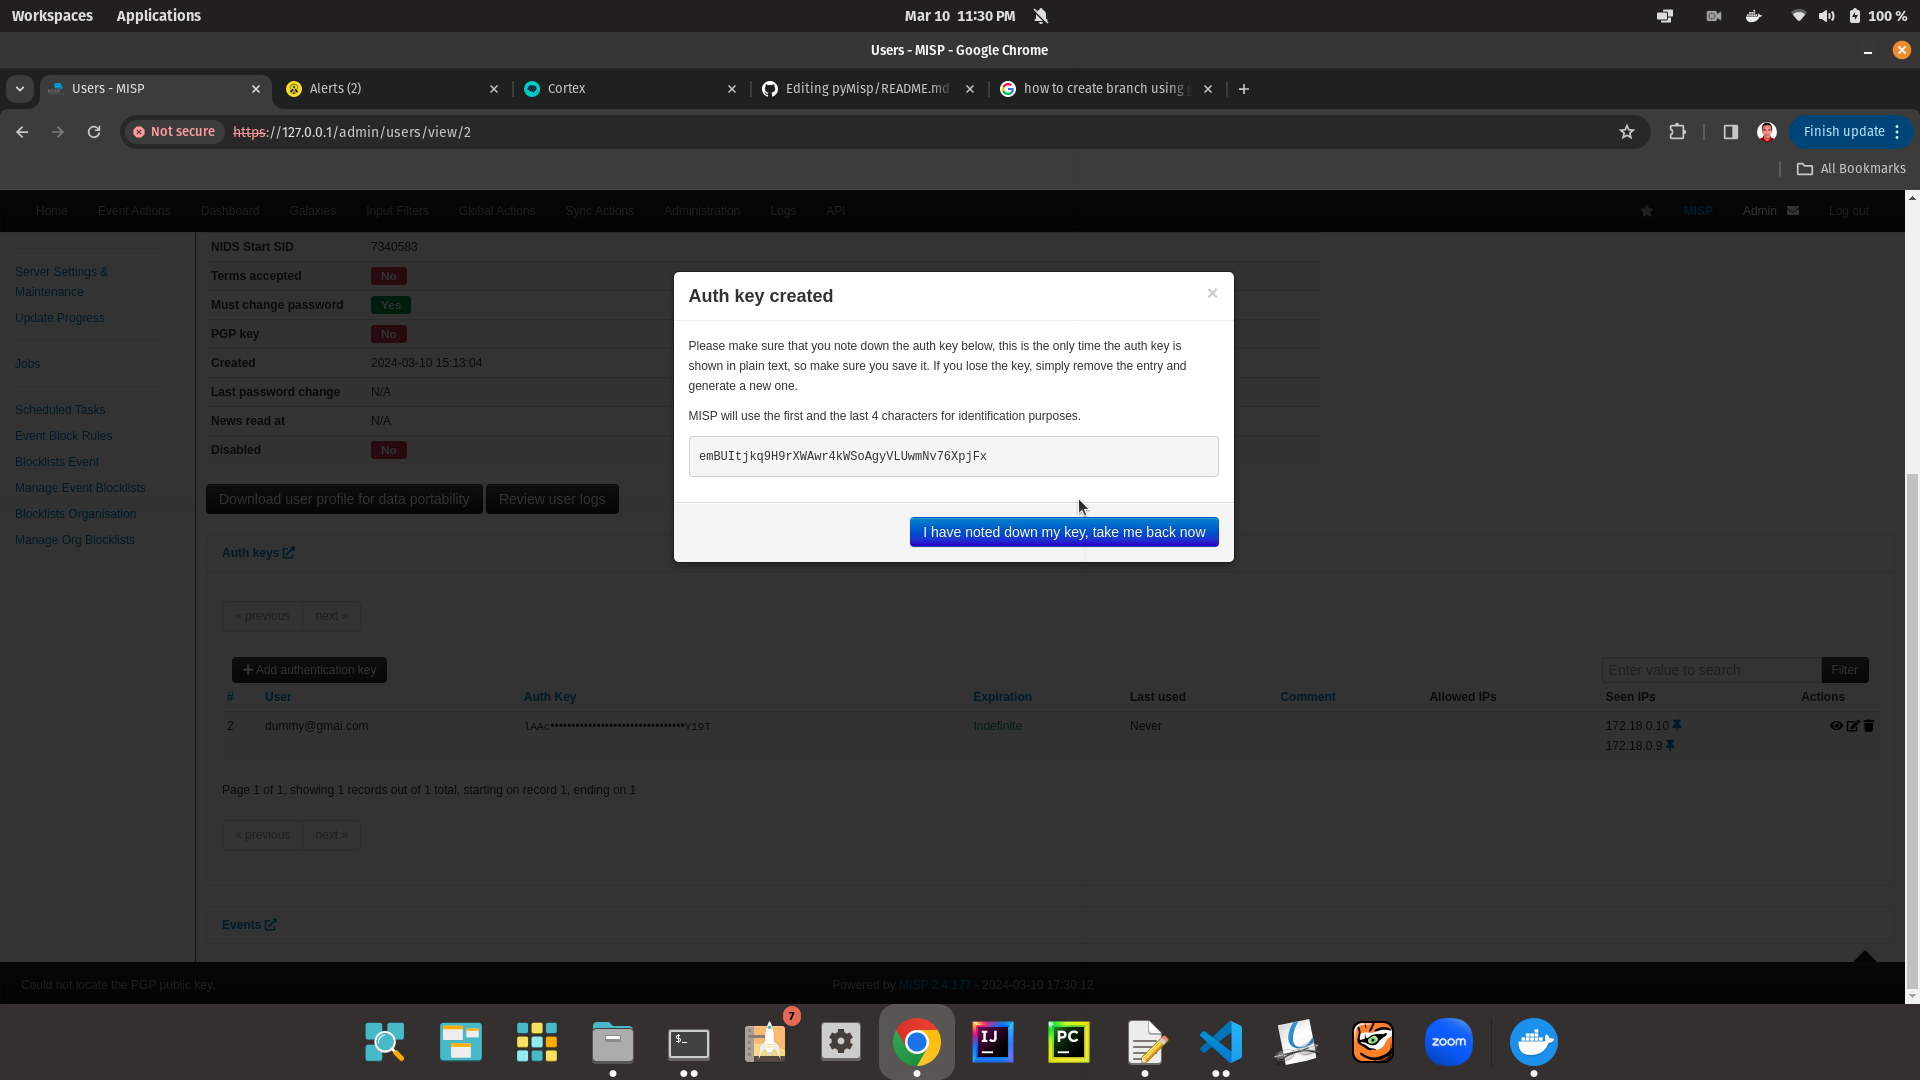 Workspaces Applications Mar 10 11:30 PM 100 %
Users - MISP - Google Chrome
Users - MISP Alerts (2) Cortex Editing pyMisp/README.md how to create branch using
Not secure https://127.0.0.1/admin/users/view/2 Finish update
All Bookmarks
Home Event Actions Dashboard Galaxies Input Filters Global Actions Sync Actions Administration Logs API MISP Admin Log out
Server Settings &
Maintenance
Update Progress
Jobs
Scheduled Tasks
Event Block Rules
Blocklists Event
Manage Event Blocklists
Blocklists Organisation
Manage Org Blocklists
NIDS Start SID 7340583
Terms accepted No
Must change password Yes
PGP key No
Created 2024-03-10 15:13:04
Last password change N/A
News read at N/A
Disabled No
Download user profile for data portability Review user logs
Auth key created ×
Please make sure that you note down the auth key below, this is the only time the auth key is
shown in plain text, so make sure you save it. If you lose the key, simply remove the entry and
generate a new one.
MISP will use the first and the last 4 characters for identification purposes.
emBUItjkq9H9rXWAwr4kWSoAgyVLUwmNv76XpjFx
I have noted down my key, take me back now
Auth keys
« previous next »
Add authentication key Enter value to search Filter
# User Auth Key Expiration Last used Comment Allowed IPs Seen IPs Actions
2 dummy@gmai.com lAAc••••••••••••••••••••••••••••••••Y19T Indefinite Never 172.18.0.10
172.18.0.9
Page 1 of 1, showing 1 records out of 1 total, starting on record 1, ending on 1
« previous next »
Events
Could not locate the PGP public key. Powered by MISP 2.4.177 - 2024-03-10 17:30:12
7
$_ IJ PC zoom